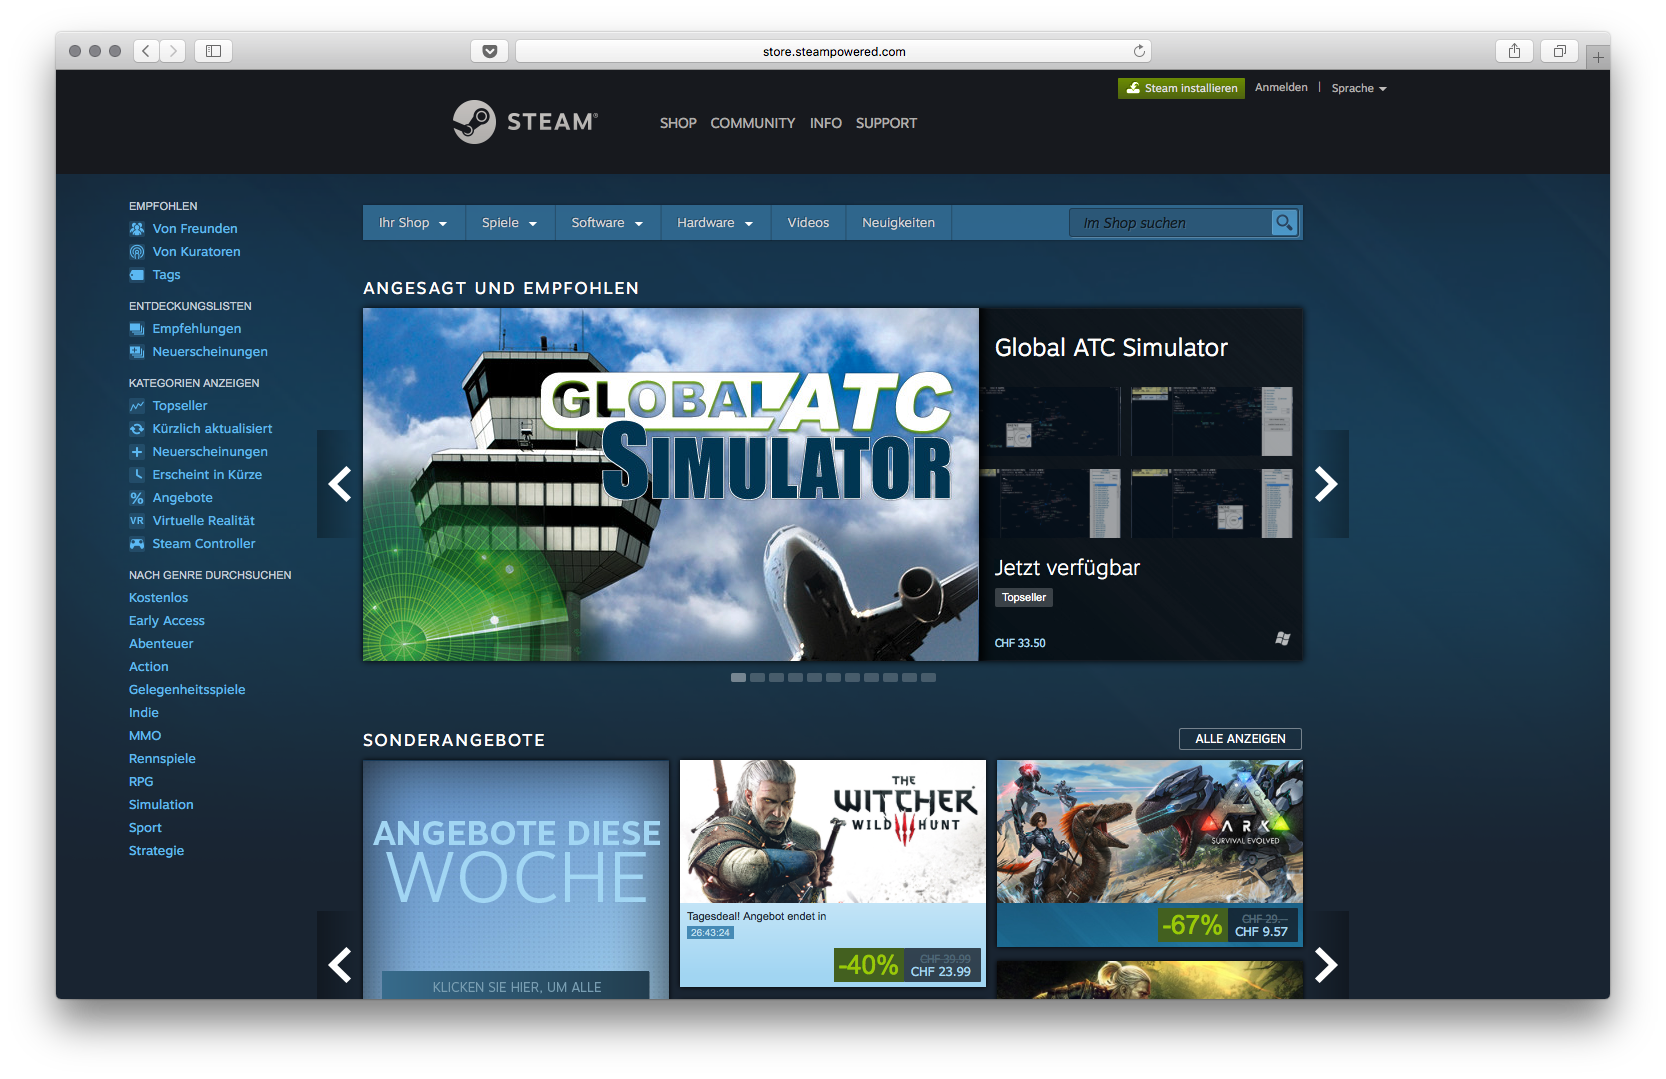 store.steampowered.com
Steam installieren
Anmelden
Sprache
STEAM®
SHOP COMMUNITY INFO SUPPORT
EMPFOHLEN
Von Freunden
Von Kuratoren
Tags
ENTDECKUNGSLISTEN
Empfehlungen
Neuerscheinungen
KATEGORIEN ANZEIGEN
Topseller
Kürzlich aktualisiert
Neuerscheinungen
Erscheint in Kürze
% Angebote
VR Virtuelle Realität
Steam Controller
NACH GENRE DURCHSUCHEN
Kostenlos
Early Access
Abenteuer
Action
Gelegenheitsspiele
Indie
MMO
Rennspiele
RPG
Simulation
Sport
Strategie
Ihr Shop Spiele Software Hardware Videos Neuigkeiten
Im Shop suchen
ANGESAGT UND EMPFOHLEN
GLOBAL ATC
SIMULATOR
Global ATC Simulator
Jetzt verfügbar
Topseller
CHF 33.50
SONDERANGEBOTE
ALLE ANZEIGEN
ANGEBOTE DIESE
WOCHE
KLICKEN SIE HIER, UM ALLE
THE
WITCHER
WILD HUNT
Tagesdeal! Angebot endet in
26:43:24
-40%
CHF 39.99
CHF 23.99
ARK
SURVIVAL EVOLVED
-67%
CHF 29.--
CHF 9.57